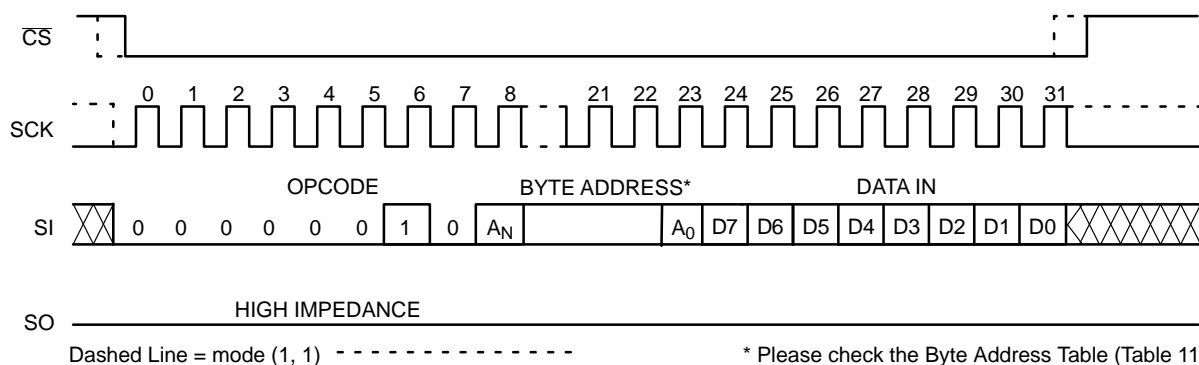 CS
0 1 2 3 4 5 6 7 8 21 22 23 24 25 26 27 28 29 30 31
SCK
OPCODE BYTE ADDRESS* DATA IN
SI 0 0 0 0 0 0 1 0 AN A0 D7 D6 D5 D4 D3 D2 D1 D0
HIGH IMPEDANCE
SO
Dashed Line = mode (1, 1) * Please check the Byte Address Table (Table 11